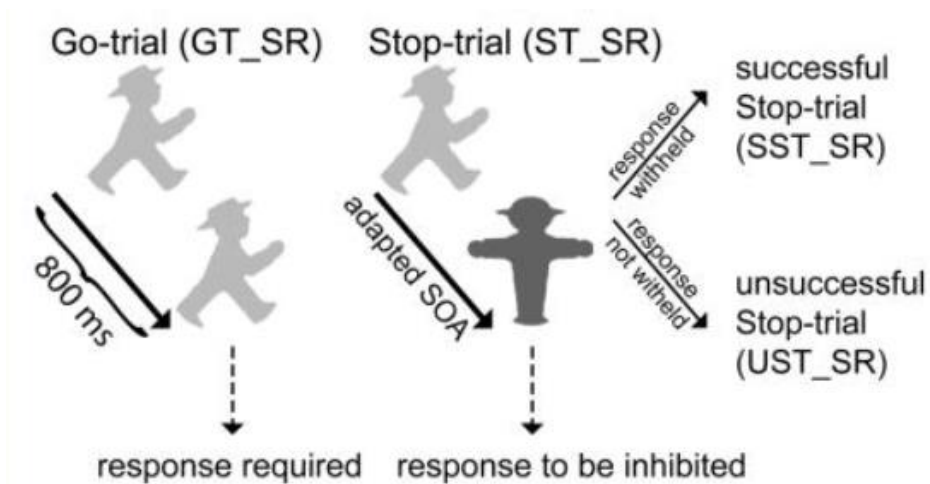 Go-trial (GT_SR)
Stop-trial (ST_SR)
800 ms
adapted SOA
response
withheld
response
not witheld
successful
Stop-trial
(SST_SR)
unsuccessful
Stop-trial
(UST_SR)
response required
response to be inhibited